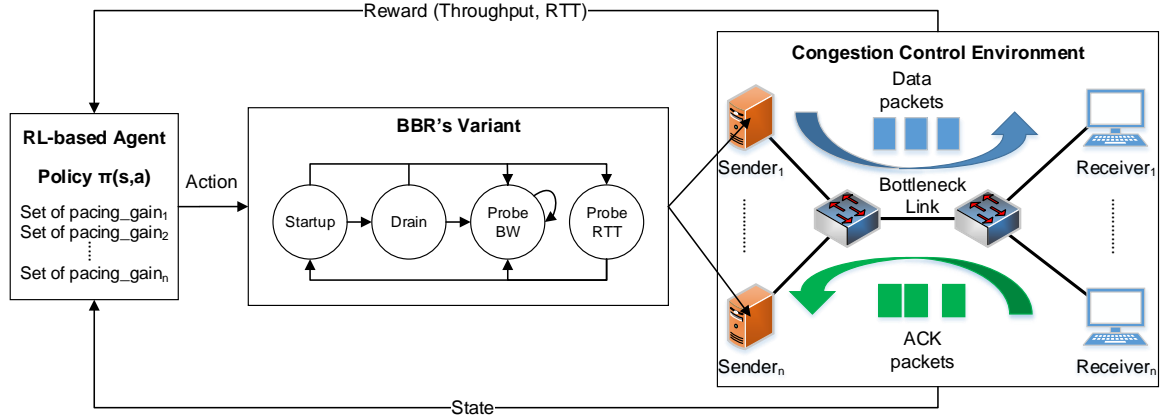 Reward (Throughput, RTT)
RL-based Agent
Policy π(s,a)
Set of pacing_gain₁
Set of pacing_gain₂
Set of pacing_gainₙ
Action
BBR's Variant
Startup
Drain
Probe
BW
Probe
RTT
Congestion Control Environment
Data
packets
Sender₁
Receiver₁
Bottleneck
Link
ACK
packets
Senderₙ
Receiverₙ
State